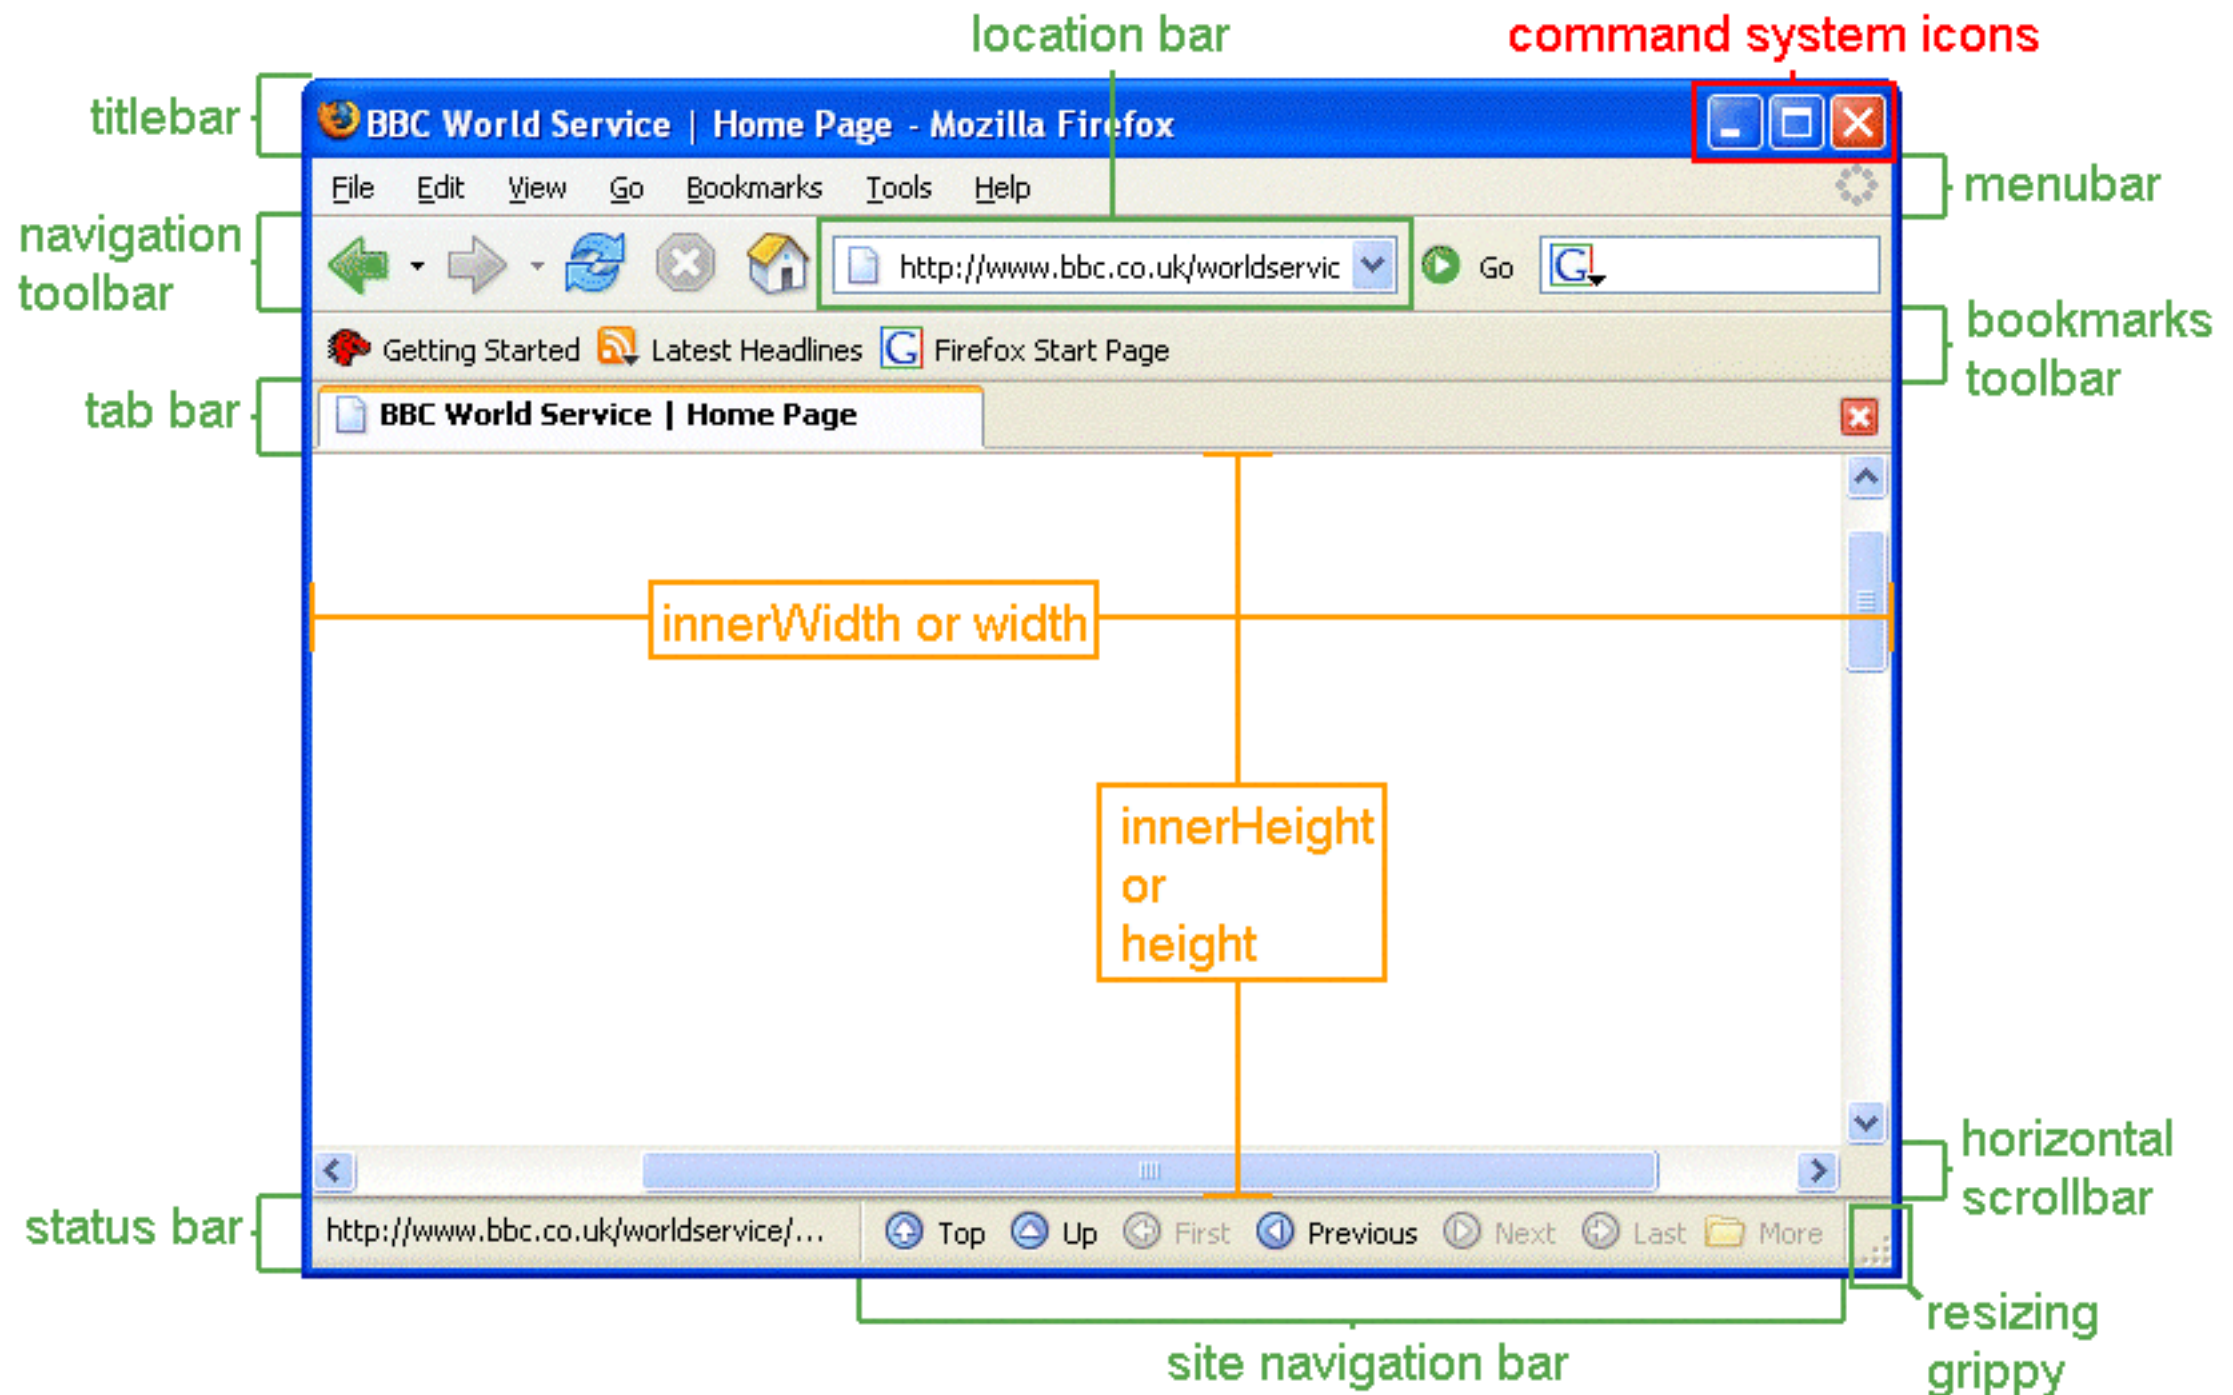 location bar
command system icons
titlebar
BBC World Service | Home Page - Mozilla Firefox
File Edit View Go Bookmarks Tools Help
menubar
navigation
toolbar
http://www.bbc.co.uk/worldservic
Go
G
bookmarks
toolbar
Getting Started Latest Headlines G Firefox Start Page
tab bar
BBC World Service | Home Page
innerWidth or width
innerHeight
or
height
horizontal
scrollbar
status bar
http://www.bbc.co.uk/worldservice/...
Top Up First Previous Next Last More
resizing
grippy
site navigation bar